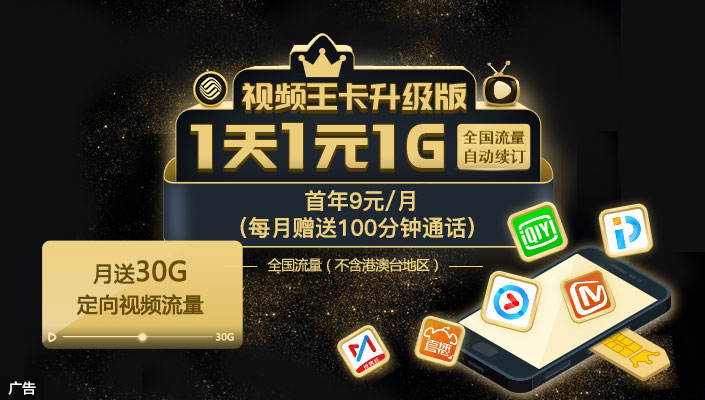 视频王卡升级版
1天1元1G
全国流量
自动续订
首年9元/月
(每月赠送100分钟通话)
全国流量(不含港澳台地区)
月送30G
定向视频流量
30G
iQIYI
直播
广告